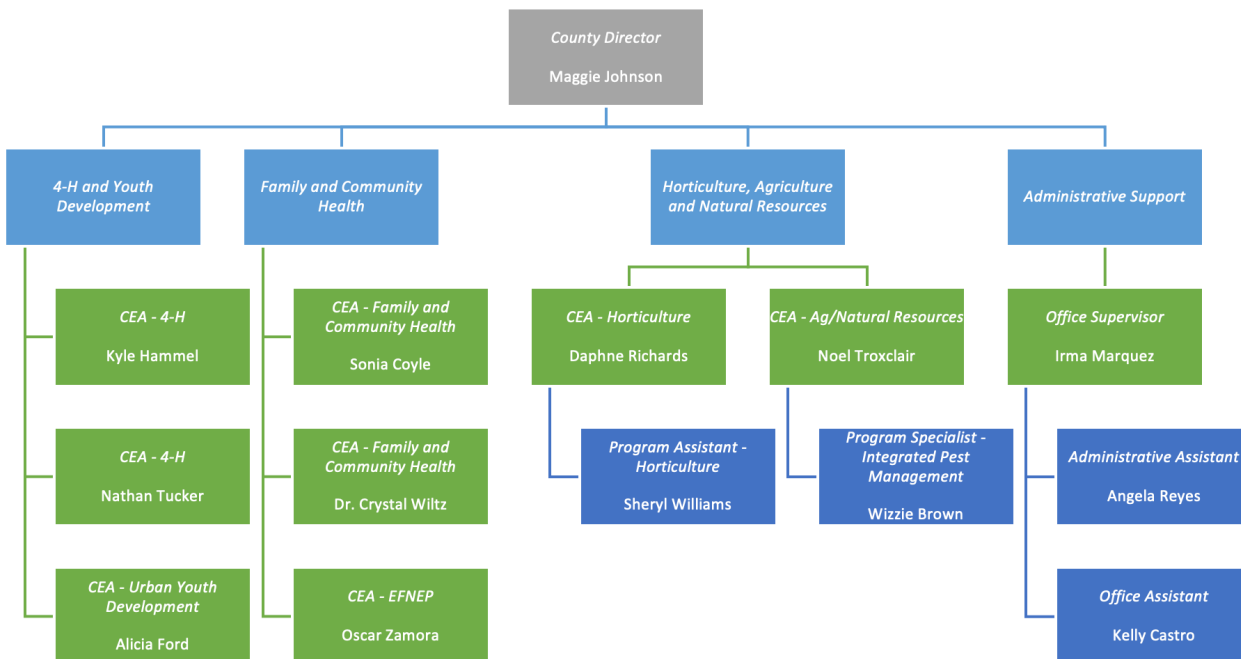 County Director
Maggie Johnson
4-H and Youth
Development
Family and Community
Health
Horticulture, Agriculture
and Natural Resources
Administrative Support
CEA - 4-H
Kyle Hammel
CEA - Family and
Community Health
Sonia Coyle
CEA - Horticulture
Daphne Richards
CEA - Ag/Natural Resources
Noel Troxclair
Office Supervisor
Irma Marquez
CEA - 4-H
Nathan Tucker
CEA - Family and
Community Health
Dr. Crystal Wiltz
Program Assistant -
Horticulture
Sheryl Williams
Program Specialist -
Integrated Pest
Management
Wizzie Brown
Administrative Assistant
Angela Reyes
CEA - Urban Youth
Development
Alicia Ford
CEA - EFNEP
Oscar Zamora
Office Assistant
Kelly Castro